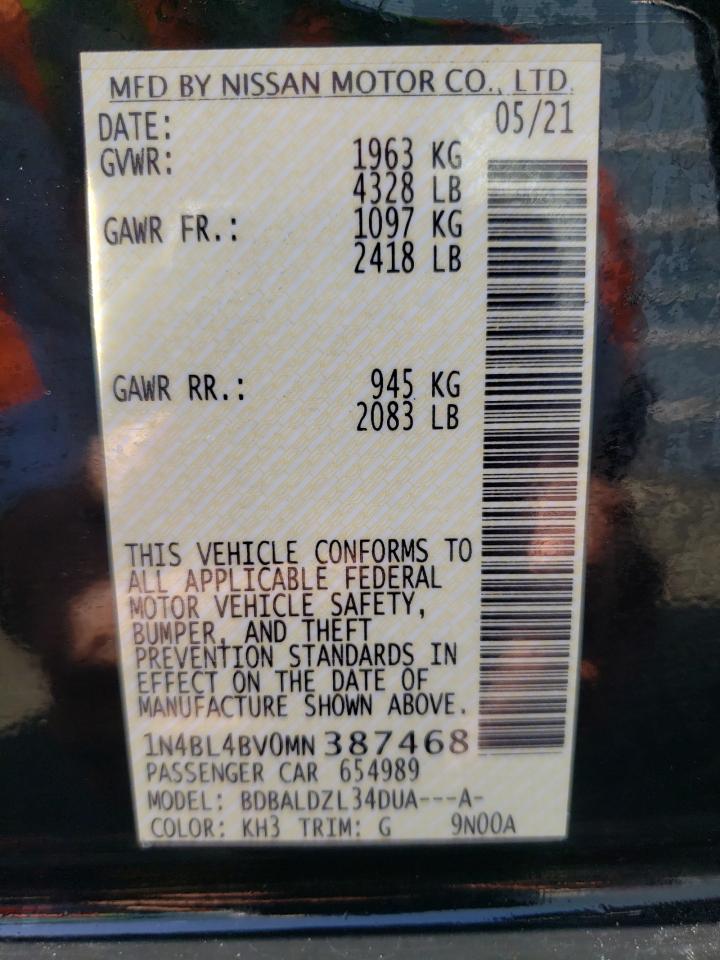 MFD BY NISSAN MOTOR CO., LTD.
DATE: 05/21
GVWR: 1963 KG
4328 LB
GAWR FR.: 1097 KG
2418 LB
GAWR RR.: 945 KG
2083 LB
THIS VEHICLE CONFORMS TO
ALL APPLICABLE FEDERAL
MOTOR VEHICLE SAFETY,
BUMPER, AND THEFT
PREVENTION STANDARDS IN
EFFECT ON THE DATE OF
MANUFACTURE SHOWN ABOVE.
1N4BL4BV0MN387468
PASSENGER CAR 654989
MODEL: BDBALDZL34DUA---A-
COLOR: KH3 TRIM: G 9N00A